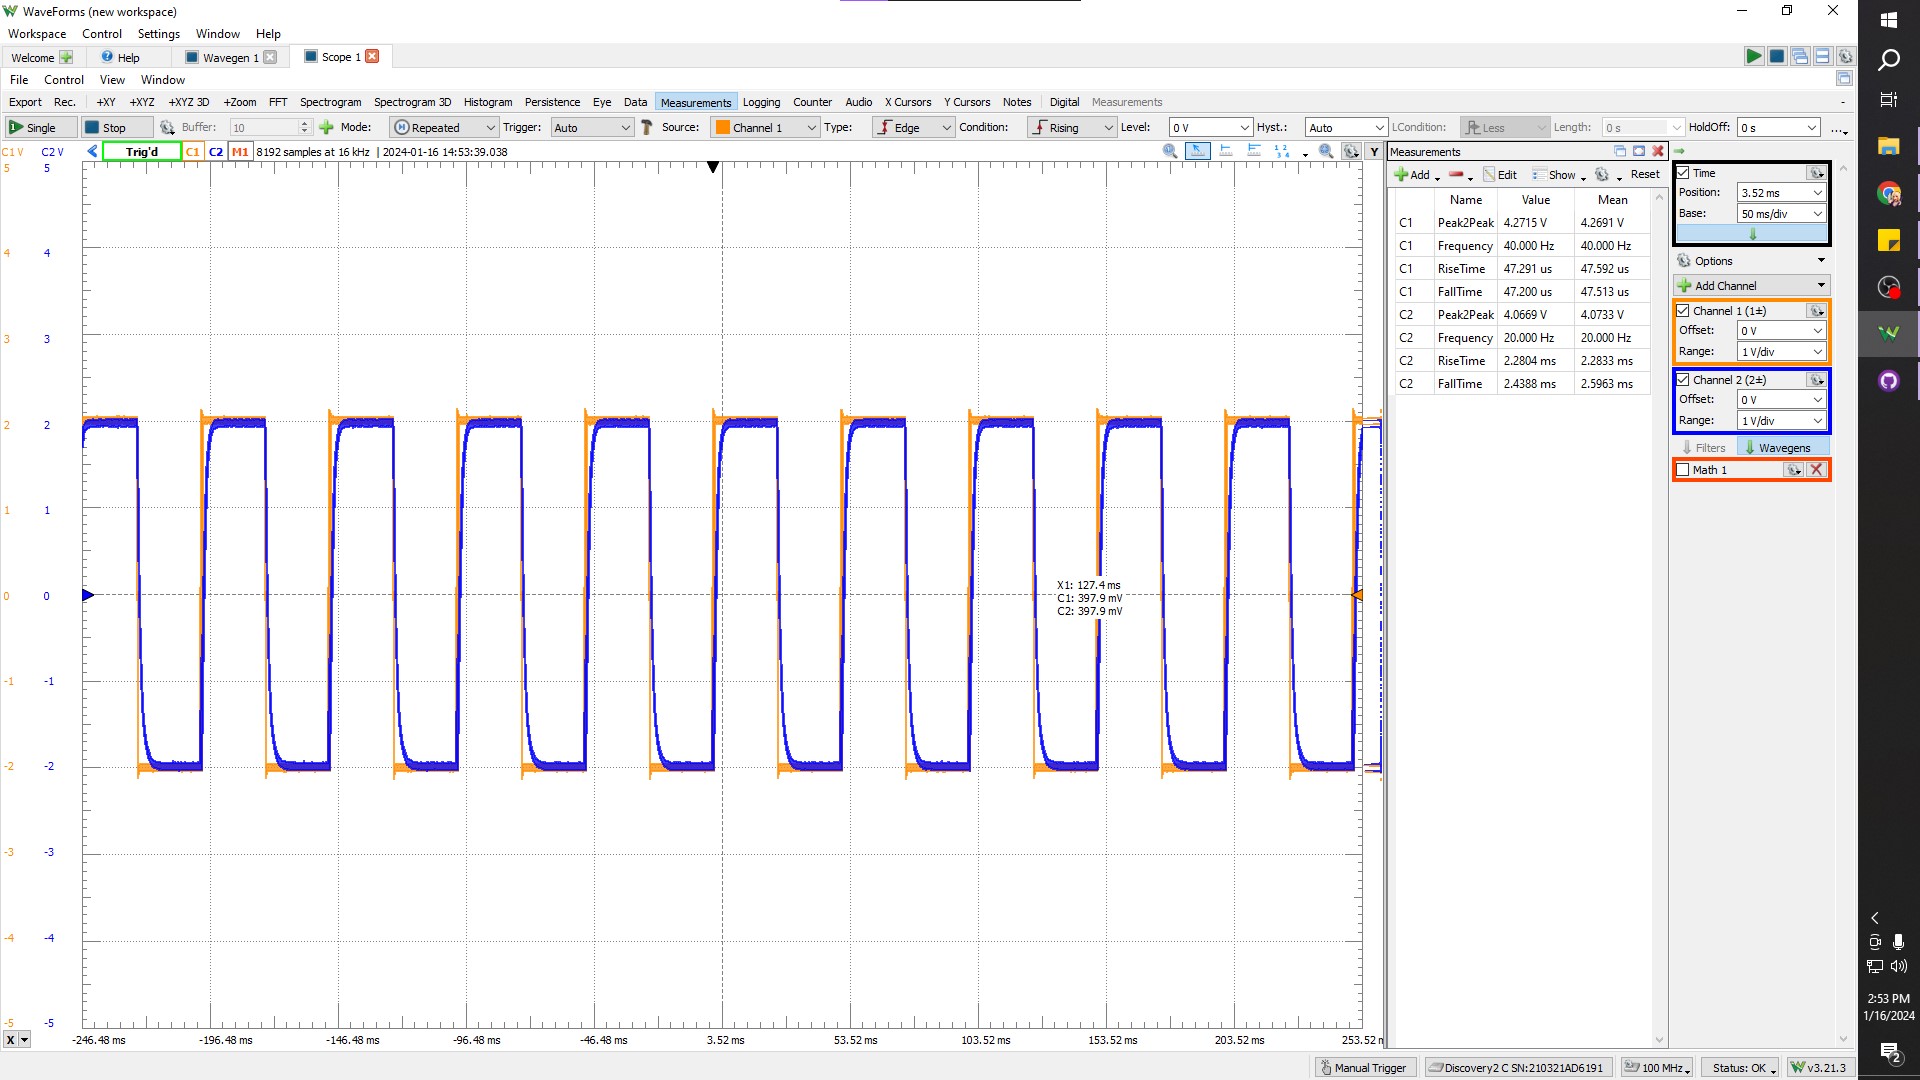 WaveForms (new workspace)
Workspace Control Settings Window Help
Welcome Help Wavegen 1 Scope 1
File Control View Window
Export Rec. +XY +XYZ +XYZ 3D +Zoom FFT Spectrogram Spectrogram 3D Histogram Persistence Eye Data Measurements Logging Counter Audio X Cursors Y Cursors Notes Digital Measurements -
Single Stop Buffer: 10 Mode: Repeated Trigger: Auto Source: Channel 1 Type: Edge Condition: Rising Level: 0 V Hyst.: Auto LCondition: Less Length: 0 s HoldOff: 0 s ...
C1 V C2 V Trig'd C1 C2 M1 8192 samples at 16 kHz | 2024-01-16 14:53:39.038 Y
5 5
4 4
3 3
2 2
1 1
0 0
-1 -1
-2 -2
-3 -3
-4 -4
-5 -5
X1: 127.4 ms
C1: 397.9 mV
C2: 397.9 mV
X -246.48 ms -196.48 ms -146.48 ms -96.48 ms -46.48 ms 3.52 ms 53.52 ms 103.52 ms 153.52 ms 203.52 ms 253.52 n
Measurements
Add Edit Show Reset
Name Value Mean
C1 Peak2Peak 4.2715 V 4.2691 V
C1 Frequency 40.000 Hz 40.000 Hz
C1 RiseTime 47.291 us 47.592 us
C1 FallTime 47.200 us 47.513 us
C2 Peak2Peak 4.0669 V 4.0733 V
C2 Frequency 20.000 Hz 20.000 Hz
C2 RiseTime 2.2804 ms 2.2833 ms
C2 FallTime 2.4388 ms 2.5963 ms
Time
Position: 3.52 ms
Base: 50 ms/div
Options
Add Channel
Channel 1 (1±)
Offset: 0 V
Range: 1 V/div
Channel 2 (2±)
Offset: 0 V
Range: 1 V/div
Filters Wavegens
Math 1
Manual Trigger Discovery2 C SN:210321AD6191 100 MHz Status: OK v3.21.3
2:53 PM
1/16/2024
2